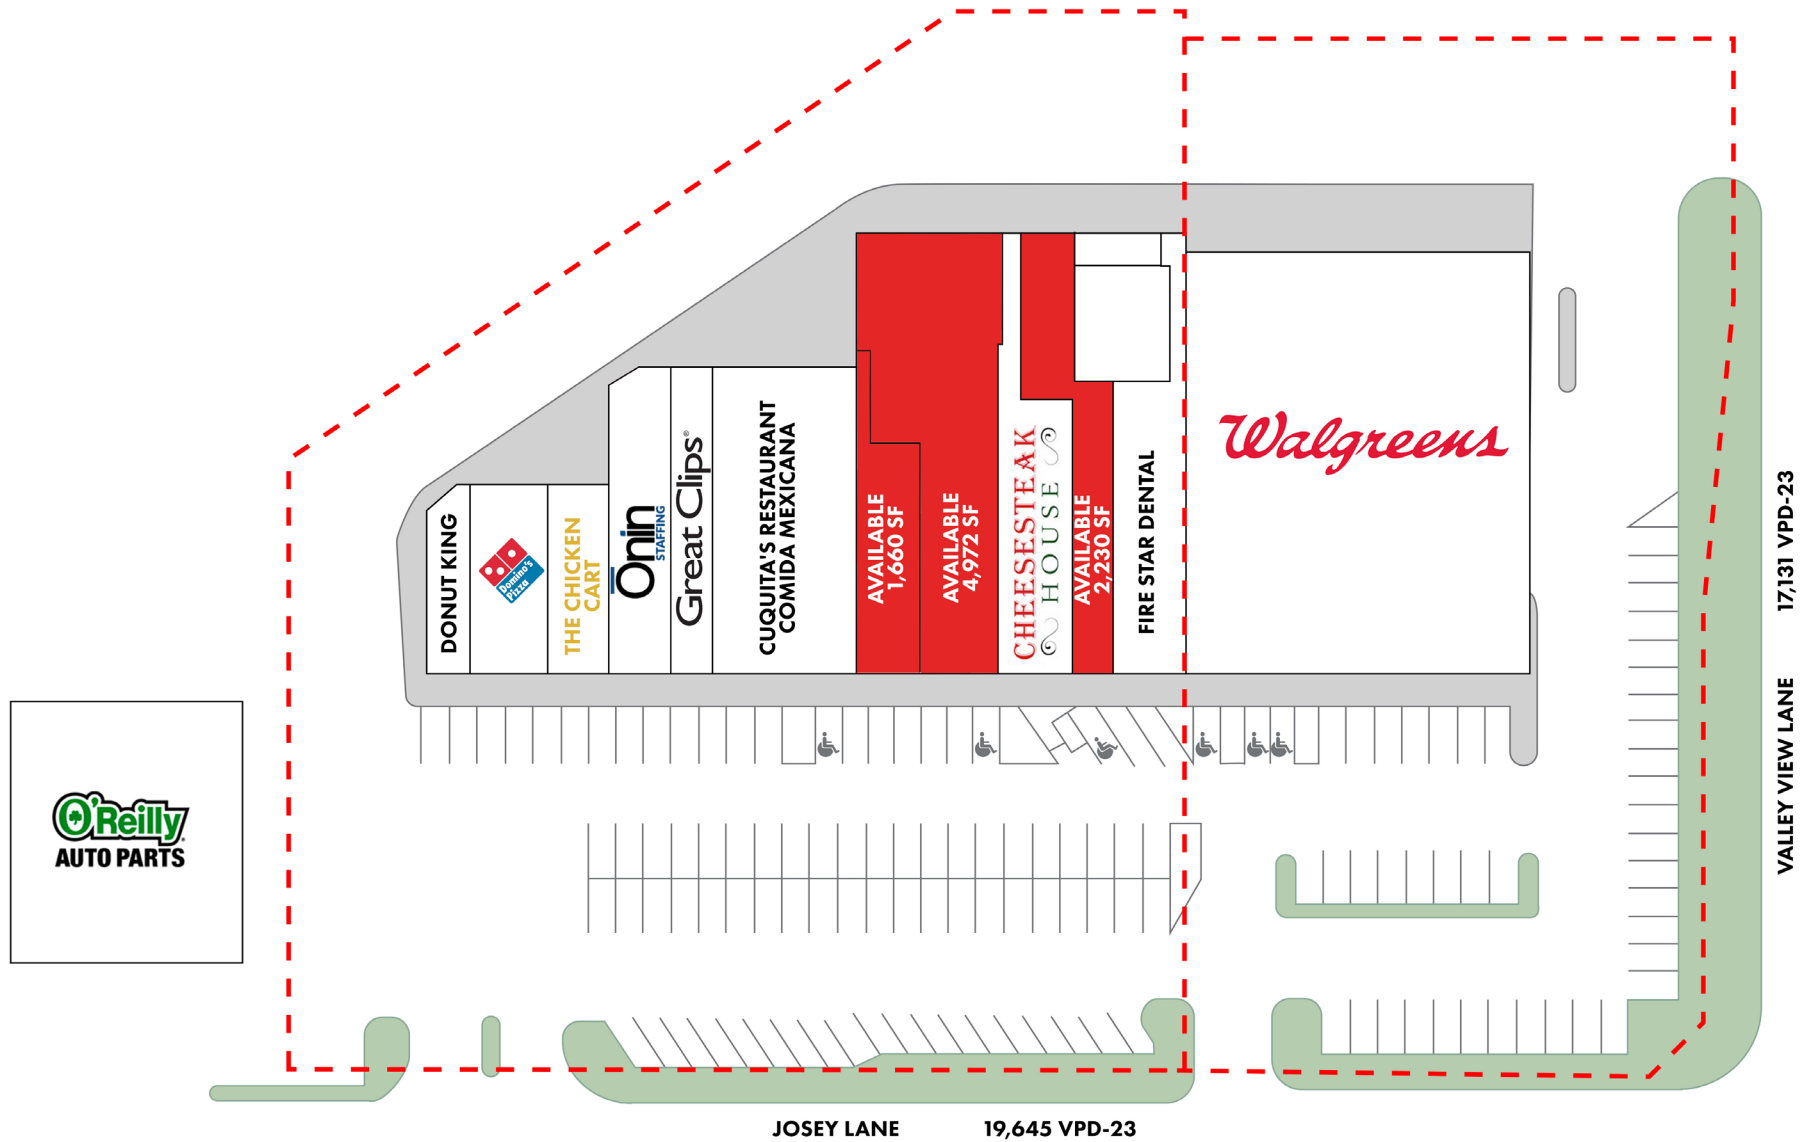 DONUT KING
Domino's
Pizza
THE CHICKEN
CART
Ōnin
STAFFING
Great Clips®
CUQUITA'S RESTAURANT
COMIDA MEXICANA
AVAILABLE
1,660 SF
AVAILABLE
4,972 SF
CHEESESTEAK
HOUSE
AVAILABLE
2,230 SF
FIRE STAR DENTAL
Walgreens
O'Reilly
AUTO PARTS
VALLEY VIEW LANE 17,131 VPD-23
JOSEY LANE 19,645 VPD-23